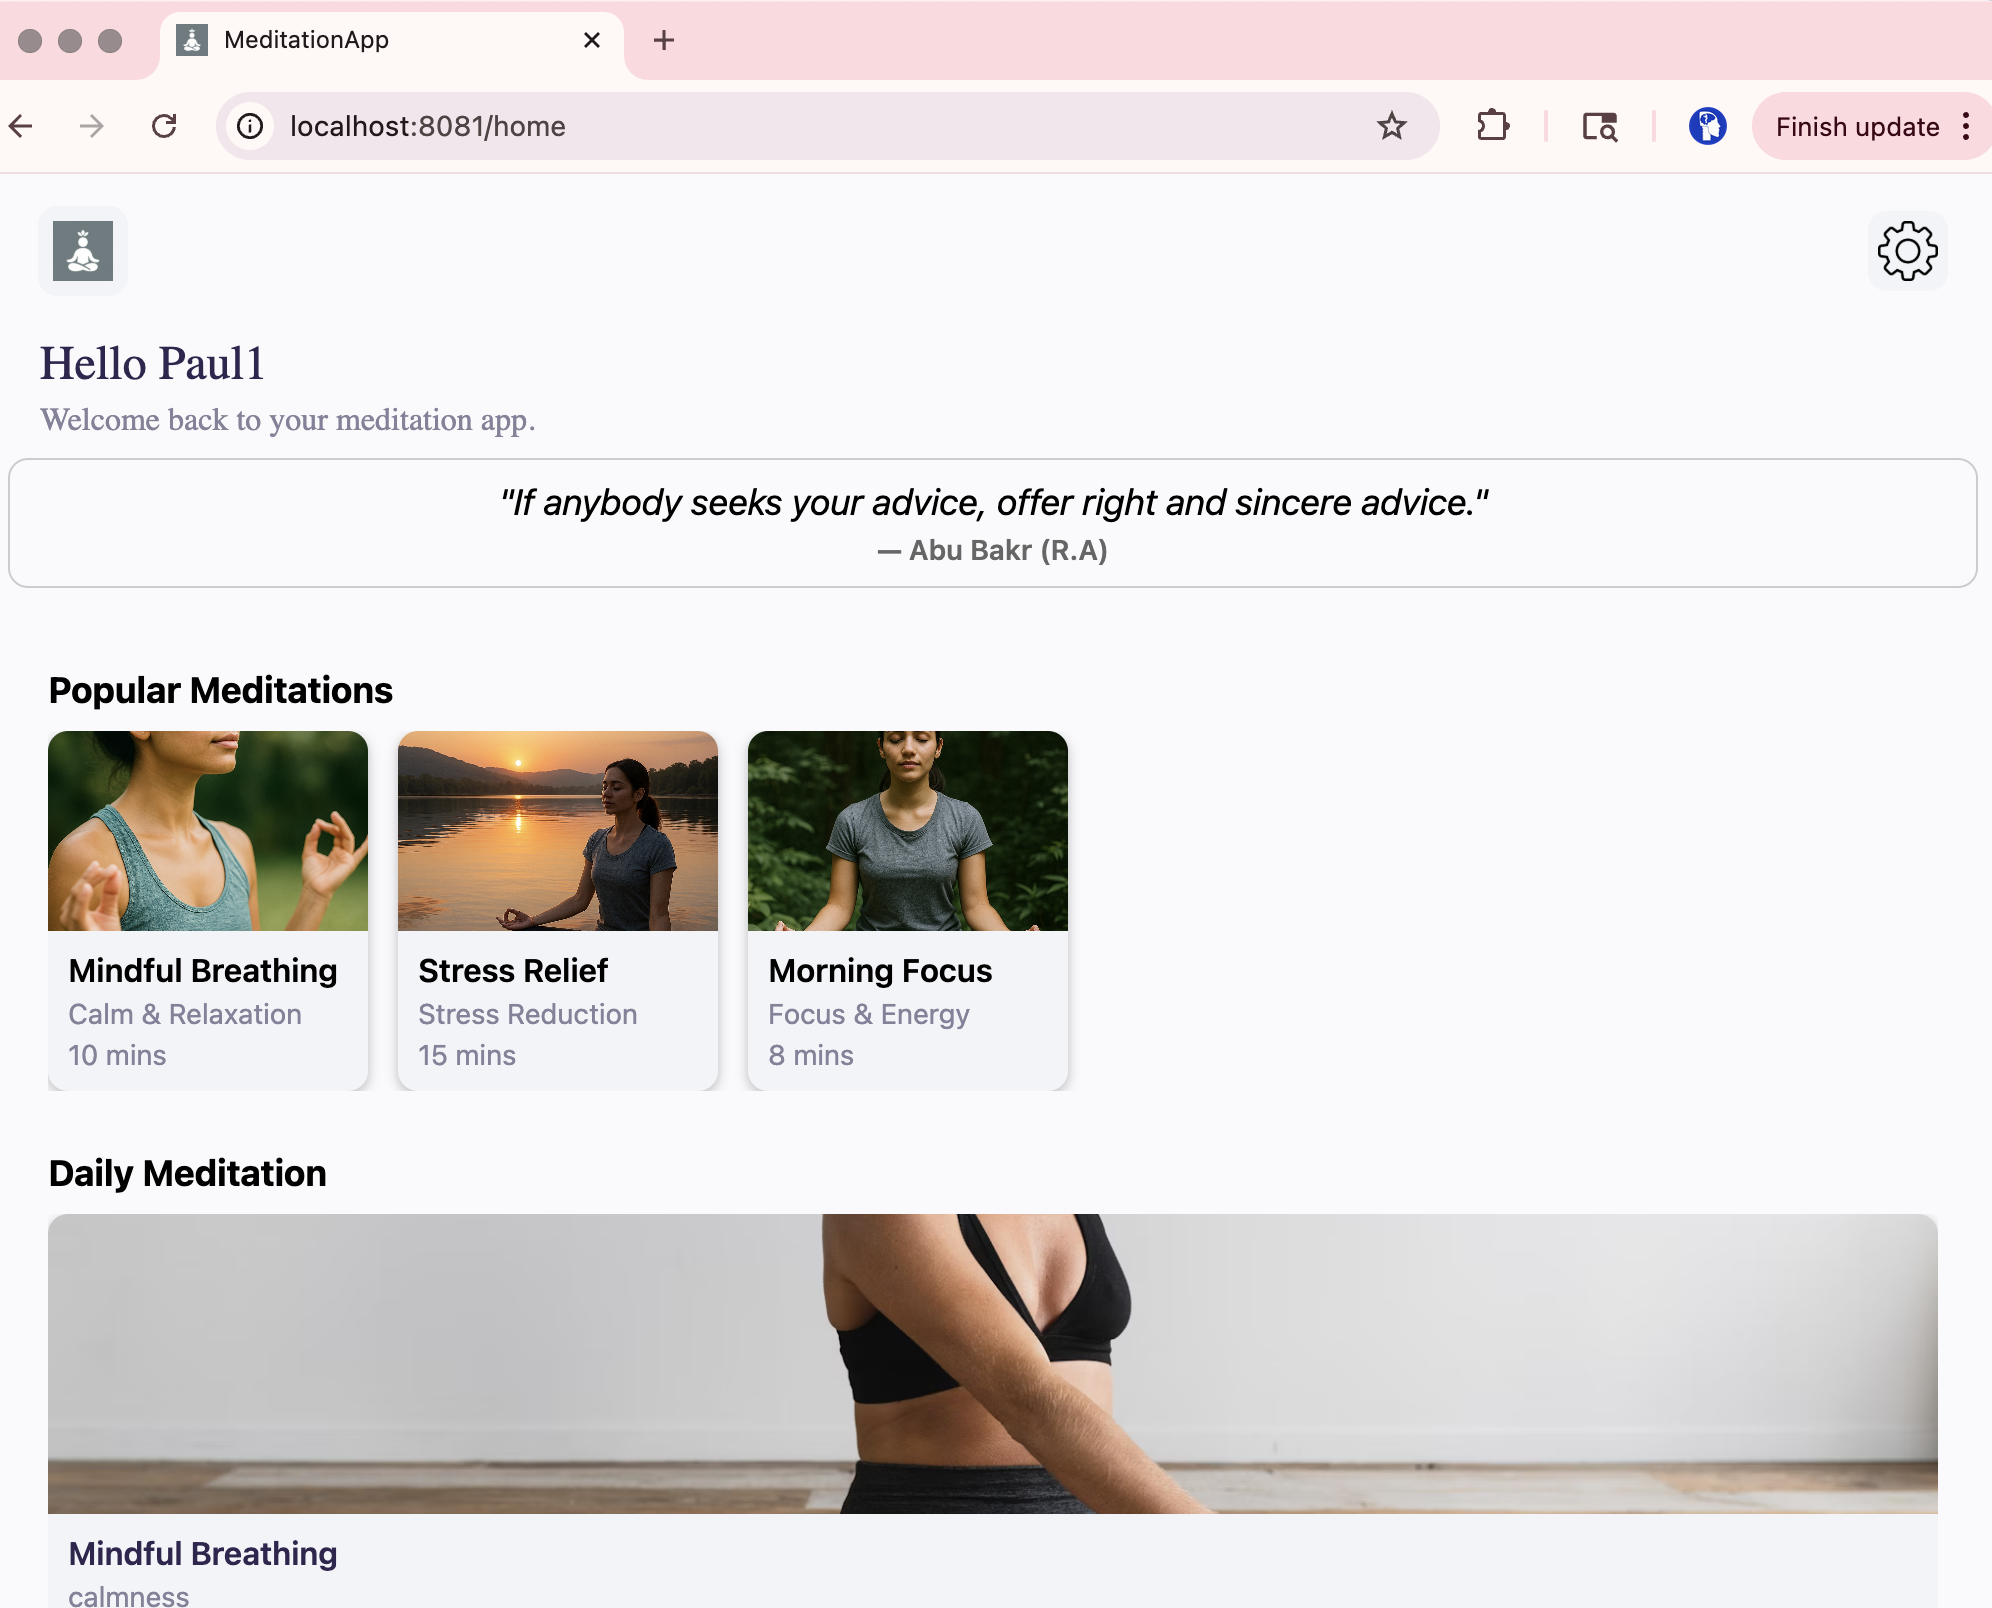 MeditationApp
localhost:8081/home
Finish update
Hello Paul1
Welcome back to your meditation app.
"If anybody seeks your advice, offer right and sincere advice."
— Abu Bakr (R.A)
Popular Meditations
Mindful Breathing
Calm & Relaxation
10 mins
Stress Relief
Stress Reduction
15 mins
Morning Focus
Focus & Energy
8 mins
Daily Meditation
Mindful Breathing
calmness